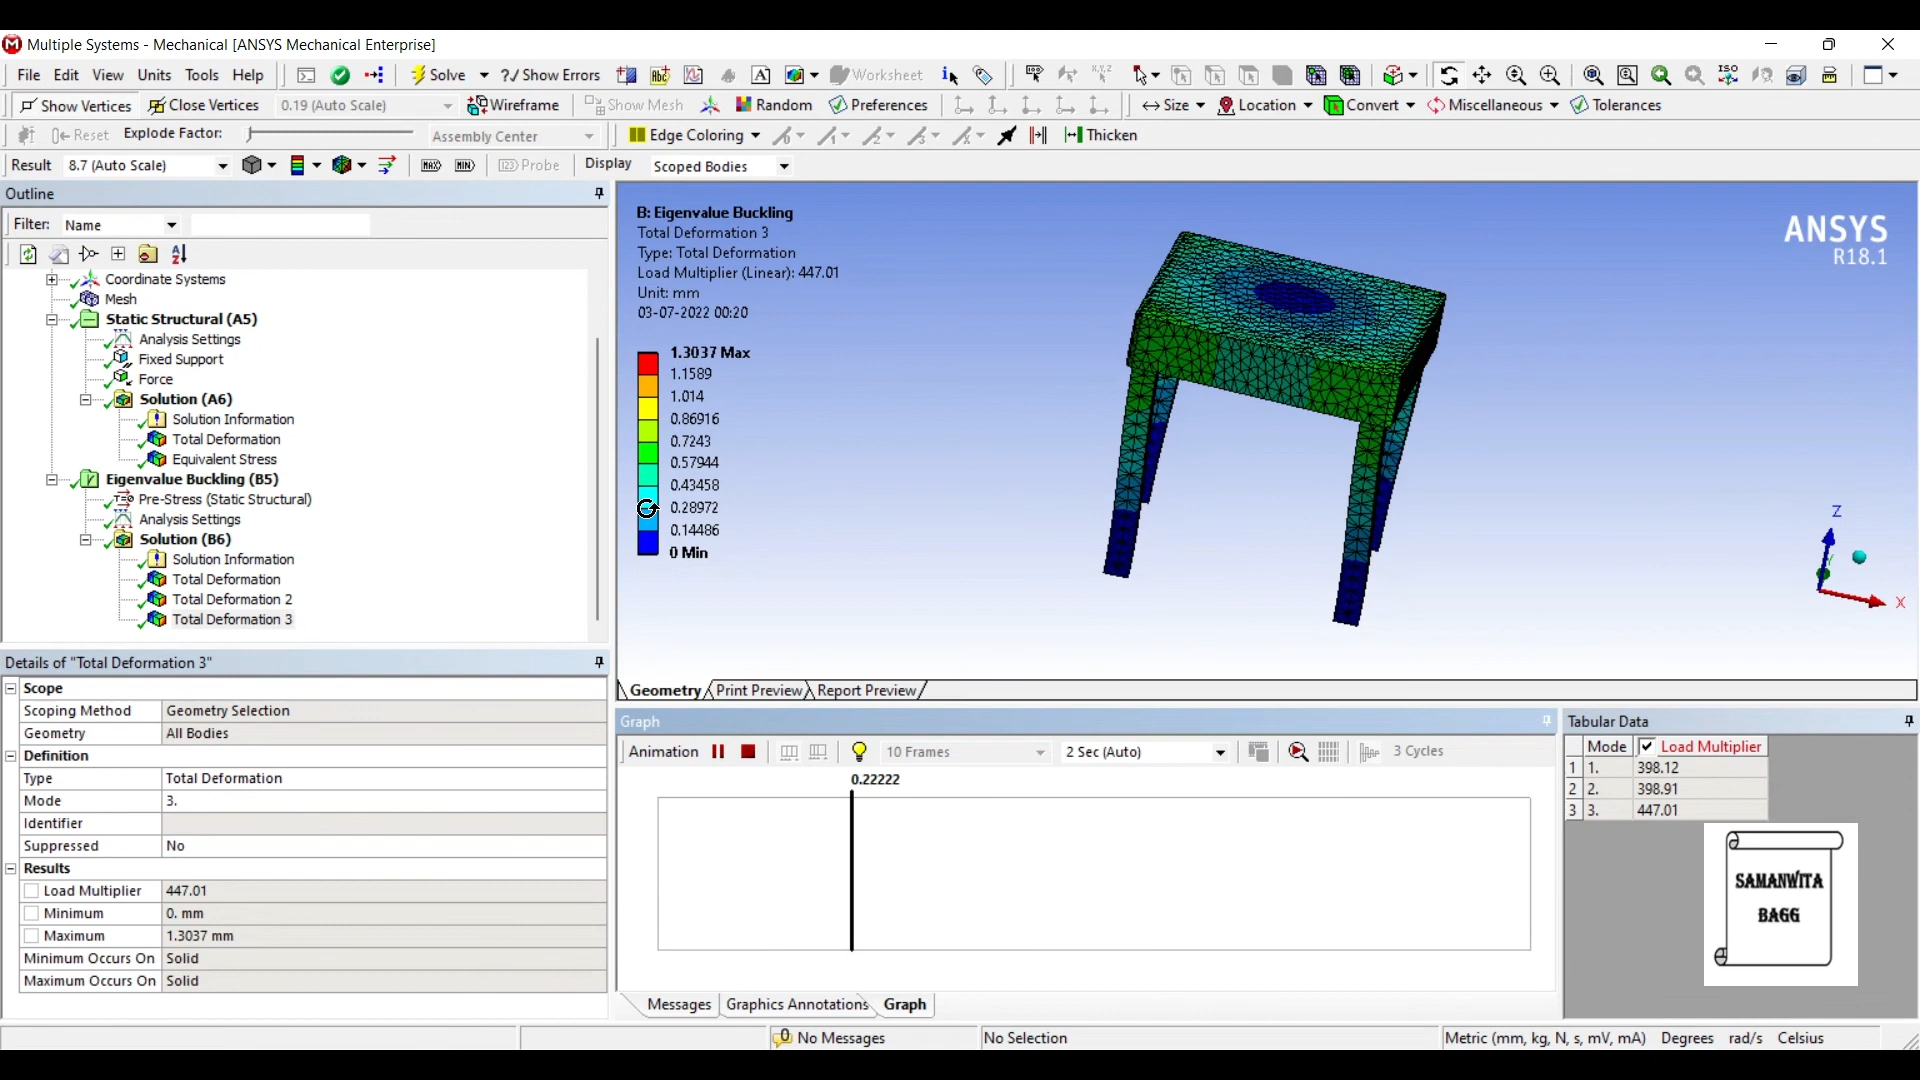 Multiple Systems - Mechanical [ANSYS Mechanical Enterprise]
File Edit View Units Tools Help Solve ?/ Show Errors Worksheet
Show Vertices Close Vertices 0.19 (Auto Scale) Wireframe Show Mesh Random Preferences Size Location Convert Miscellaneous Tolerances
Reset Explode Factor: Assembly Center Edge Coloring Thicken
Result 8.7 (Auto Scale) MAX MIN Probe Display Scoped Bodies
Outline
Filter: Name
Coordinate Systems
Mesh
Static Structural (A5)
Analysis Settings
Fixed Support
Force
Solution (A6)
Solution Information
Total Deformation
Equivalent Stress
Eigenvalue Buckling (B5)
Pre-Stress (Static Structural)
Analysis Settings
Solution (B6)
Solution Information
Total Deformation
Total Deformation 2
Total Deformation 3
B: Eigenvalue Buckling
Total Deformation 3
Type: Total Deformation
Load Multiplier (Linear): 447.01
Unit: mm
03-07-2022 00:20
1.3037 Max
1.1589
1.014
0.86916
0.7243
0.57944
0.43458
0.28972
0.14486
0 Min
ANSYS
R18.1
Z
X
Geometry Print Preview Report Preview
Details of "Total Deformation 3"
Scope
Scoping Method Geometry Selection
Geometry All Bodies
Definition
Type Total Deformation
Mode 3.
Identifier
Suppressed No
Results
Load Multiplier 447.01
Minimum 0. mm
Maximum 1.3037 mm
Minimum Occurs On Solid
Maximum Occurs On Solid
Graph
Animation 10 Frames 2 Sec (Auto) 3 Cycles
0.22222
Messages Graphics Annotations Graph
Tabular Data
Mode Load Multiplier
1 1. 398.12
2 2. 398.91
3 3. 447.01
SAMANWITA
BAGG
No Messages No Selection Metric (mm, kg, N, s, mV, mA) Degrees rad/s Celsius